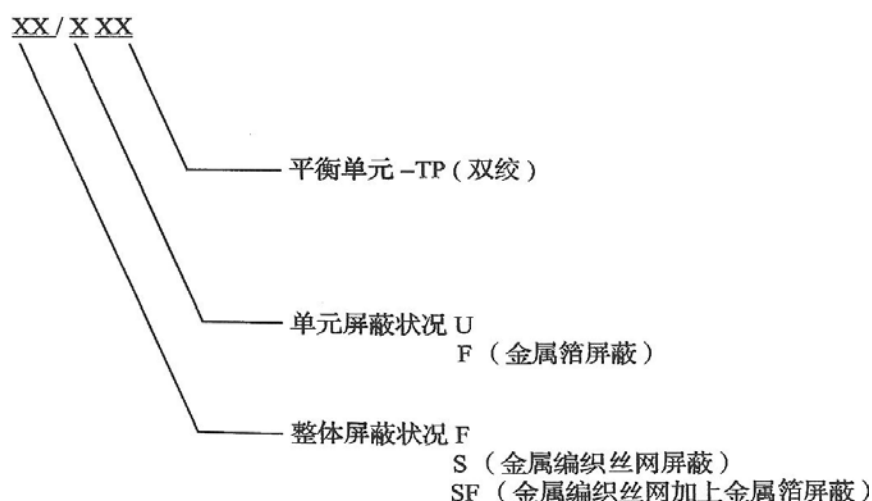 XX/XXX
平衡单元–TP（双绞）
单元屏蔽状况 U
F（金属箔屏蔽）
整体屏蔽状况 F
S（金属编织丝网屏蔽）
SF（金属编织丝网加上金属箔屏蔽）